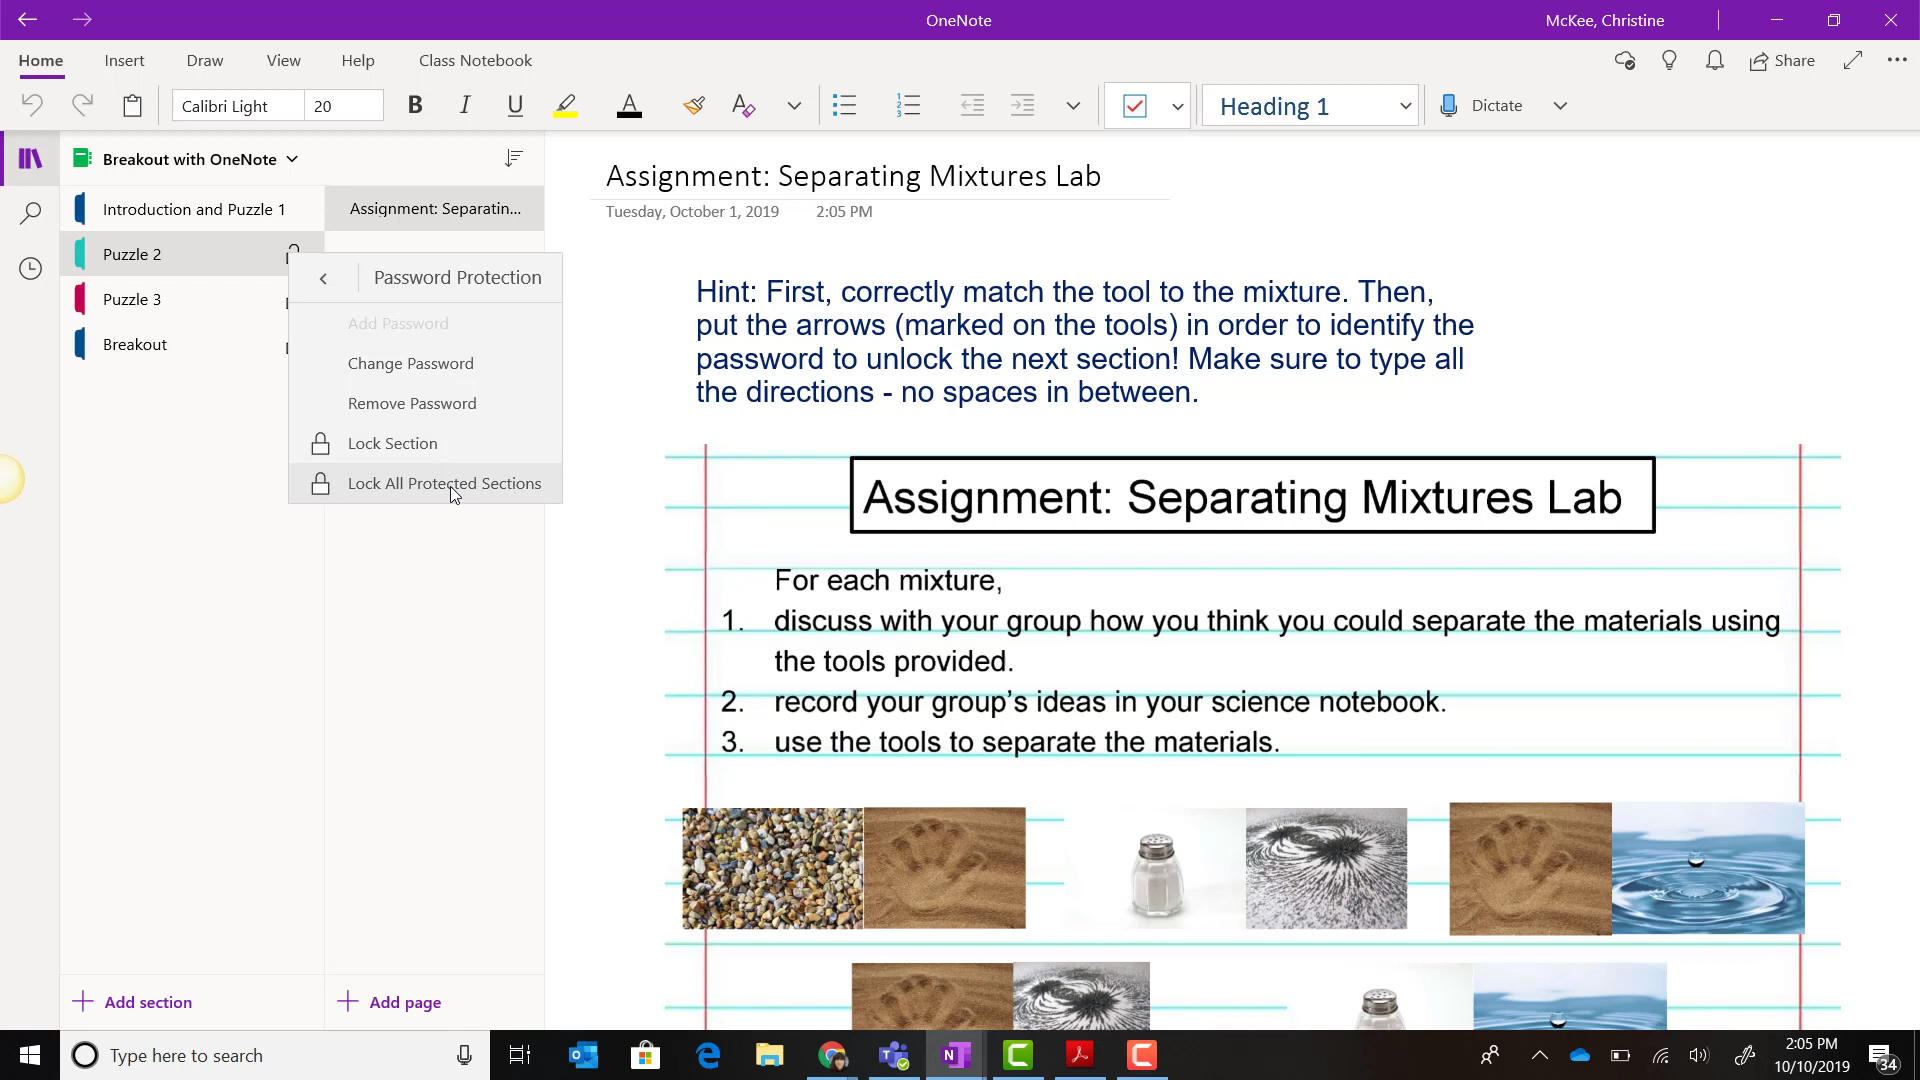 OneNote
McKee, Christine
Home Insert Draw View Help Class Notebook
Share
Calibri Light 20 B I U A Heading 1 Dictate
Breakout with OneNote
Introduction and Puzzle 1
Puzzle 2
Puzzle 3
Breakout
Assignment: Separatin...
Password Protection
Add Password
Change Password
Remove Password
Lock Section
Lock All Protected Sections
Add section
Add page
Assignment: Separating Mixtures Lab
Tuesday, October 1, 2019 2:05 PM
Hint: First, correctly match the tool to the mixture. Then,
put the arrows (marked on the tools) in order to identify the
password to unlock the next section! Make sure to type all
the directions - no spaces in between.
Assignment: Separating Mixtures Lab
For each mixture,
1. discuss with your group how you think you could separate the materials using
the tools provided.
2. record your group's ideas in your science notebook.
3. use the tools to separate the materials.
Type here to search
2:05 PM
10/10/2019
34